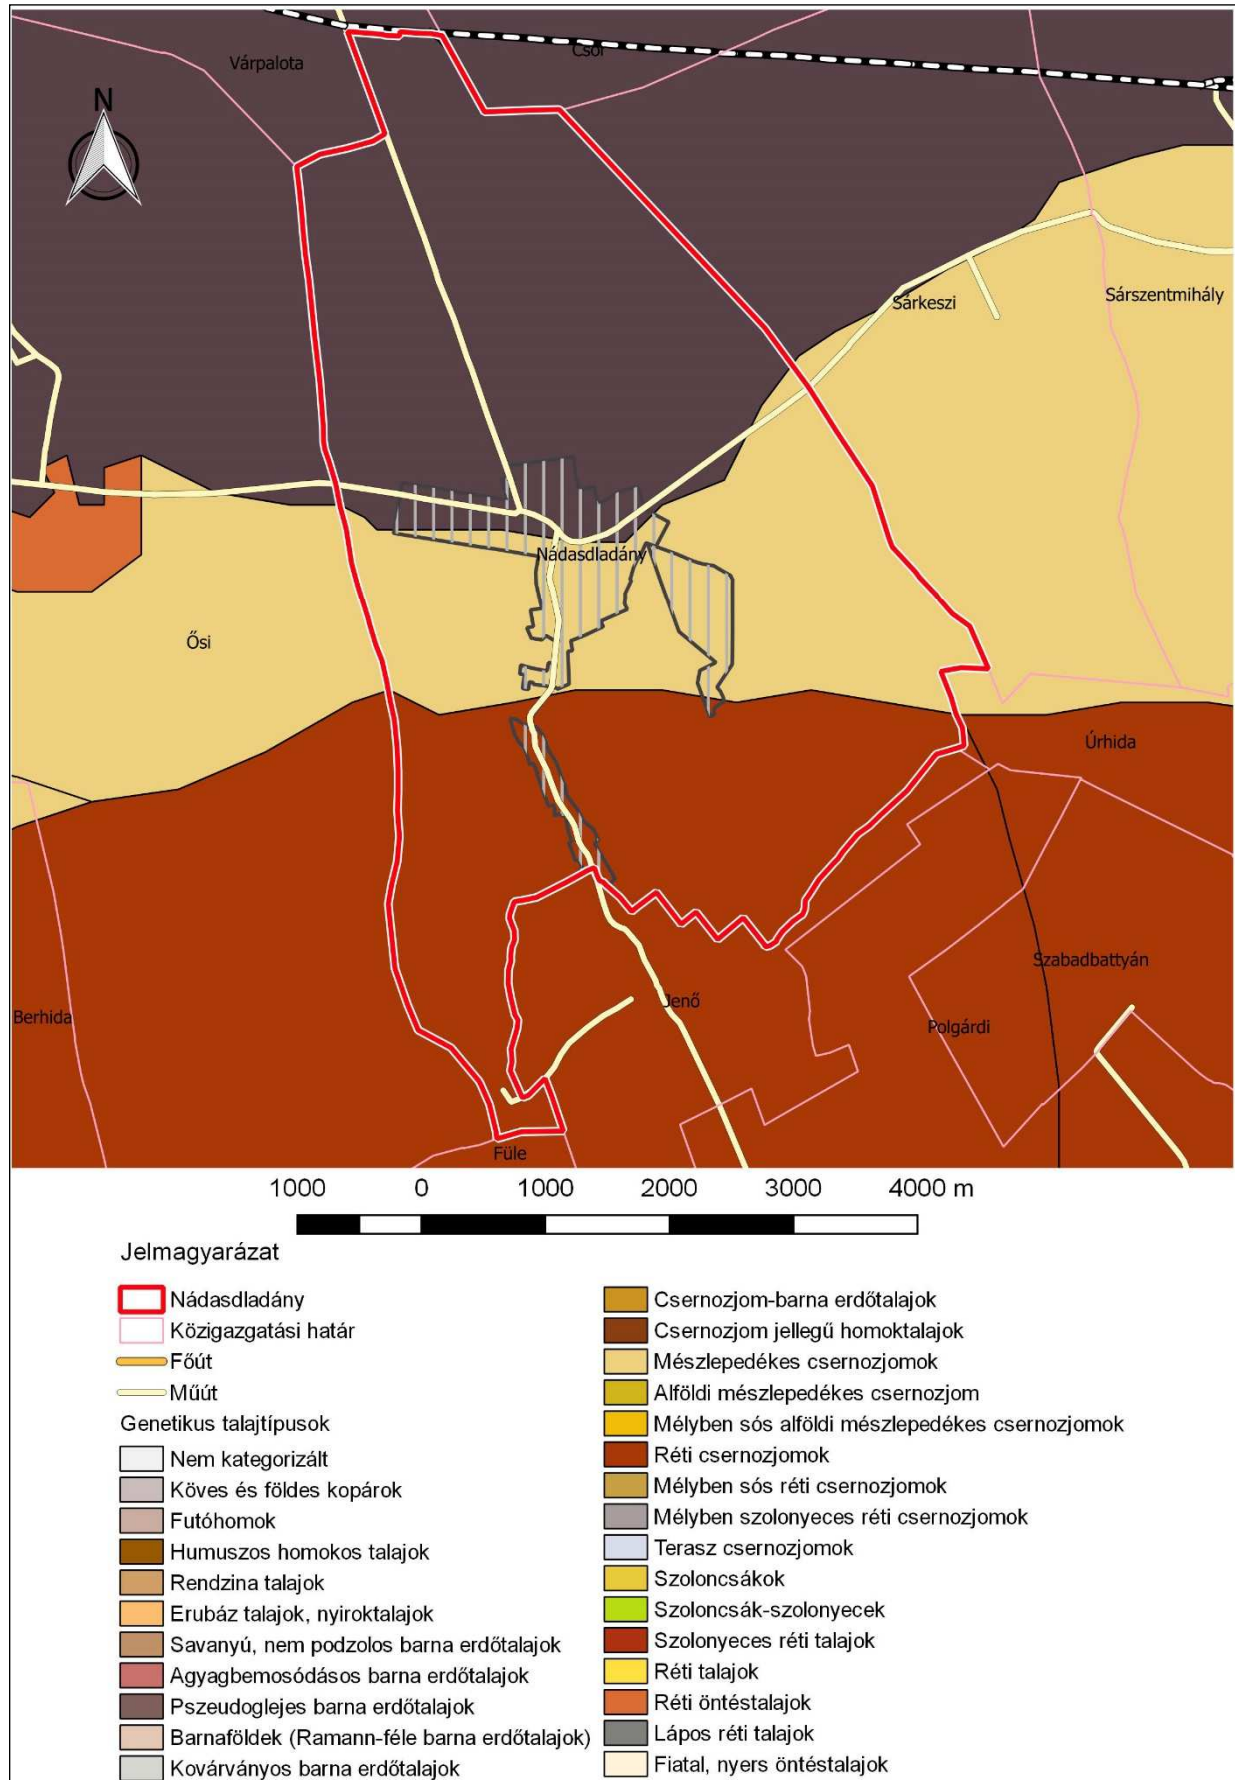 Várpalota
Csór
N
Sárkeszi
Sárszentmihály
Nádasdladány
Ősi
Úrhida
Szabadbattyán
Jenő
Berhida
Polgárdi
Füle
1000 0 1000 2000 3000 4000 m
Jelmagyarázat
Nádasdladány
Közigazgatási határ
Főút
Műút
Genetikus talajtípusok
Nem kategorizált
Köves és földes kopárok
Futóhomok
Humuszos homokos talajok
Rendzina talajok
Erubáz talajok, nyiroktalajok
Savanyú, nem podzolos barna erdőtalajok
Agyagbemosódásos barna erdőtalajok
Pszeudoglejes barna erdőtalajok
Barnaföldek (Ramann-féle barna erdőtalajok)
Kovárványos barna erdőtalajok
Csernozjom-barna erdőtalajok
Csernozjom jellegű homoktalajok
Mészlepedékes csernozjomok
Alföldi mészlepedékes csernozjom
Mélyben sós alföldi mészlepedékes csernozjomok
Réti csernozjomok
Mélyben sós réti csernozjomok
Mélyben szolonyeces réti csernozjomok
Terasz csernozjomok
Szoloncsákok
Szoloncsák-szolonyecek
Szolonyeces réti talajok
Réti talajok
Réti öntéstalajok
Lápos réti talajok
Fiatal, nyers öntéstalajok